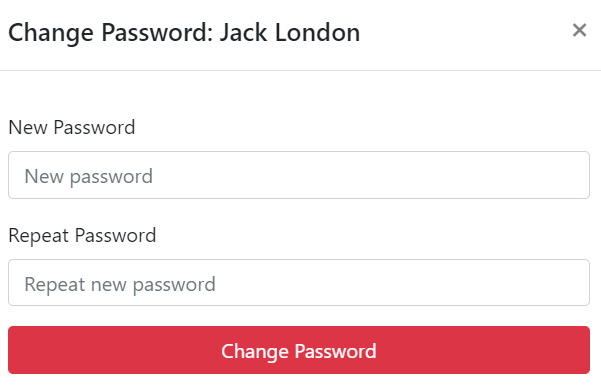 Change Password: Jack London ×
New Password
New password
Repeat Password
Repeat new password
Change Password